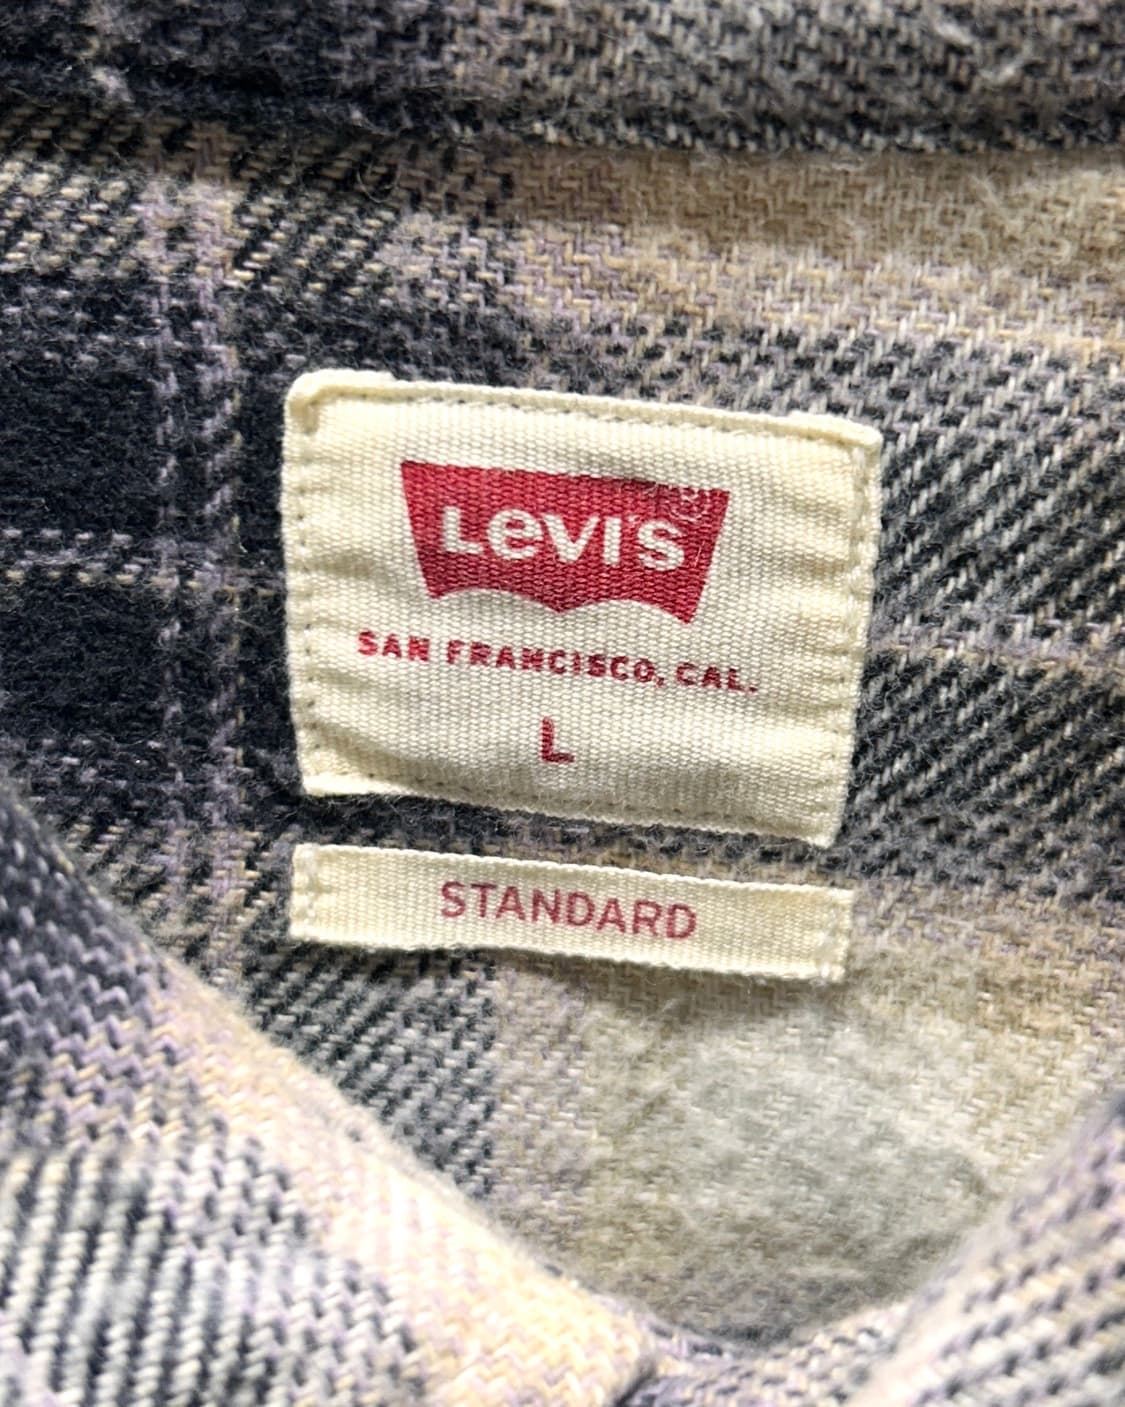 Levi's®
SAN FRANCISCO, CAL.
L
STANDARD